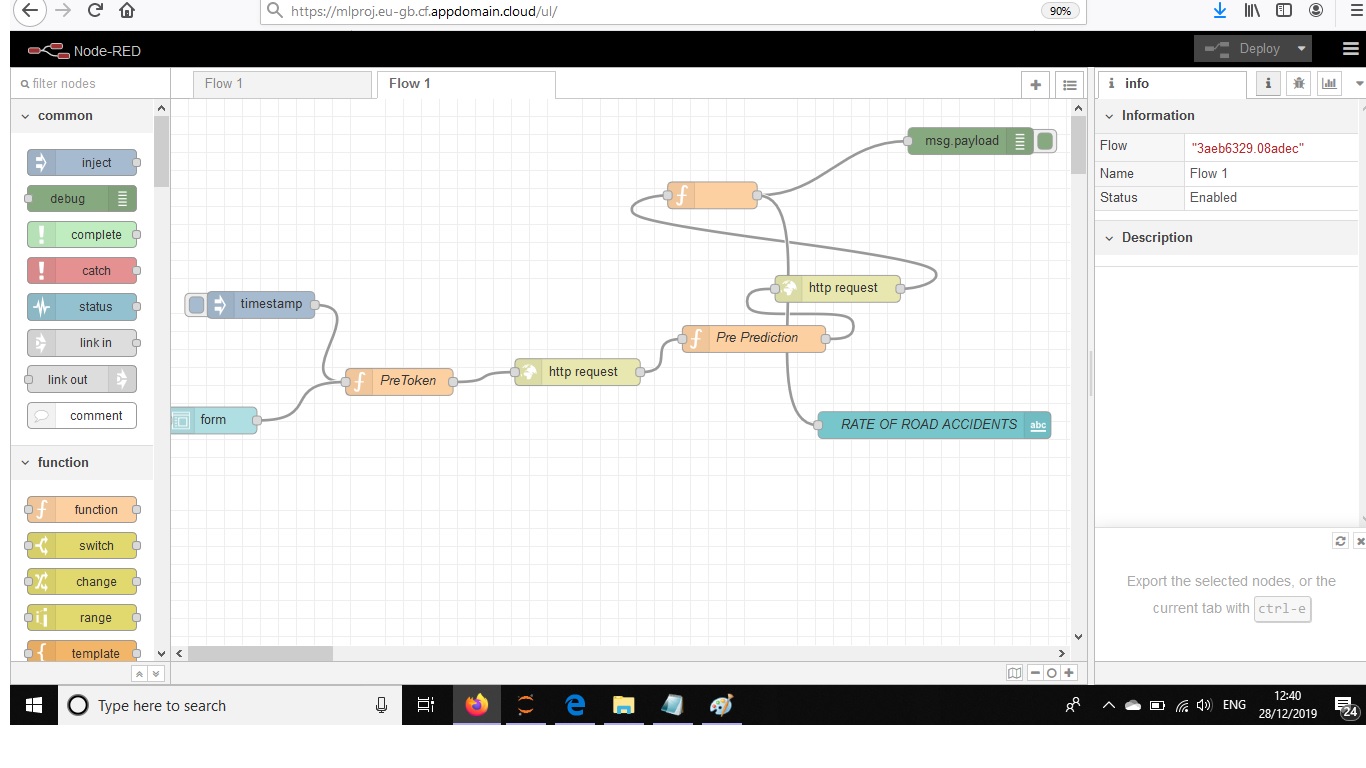 https://mlproj.eu-gb.cf.appdomain.cloud/ul/
90%
Node-RED
Deploy
filter nodes
Flow 1
Flow 1
info
common
inject
debug
complete
catch
status
link in
link out
comment
function
function
switch
change
range
template
msg.payload
http request
timestamp
Pre Prediction
PreToken
http request
form
RATE OF ROAD ACCIDENTS
abc
Information
Flow "3aeb6329.08adec"
Name Flow 1
Status Enabled
Description
Export the selected nodes, or the
current tab with ctrl-e
Type here to search
ENG
12:40
28/12/2019
24